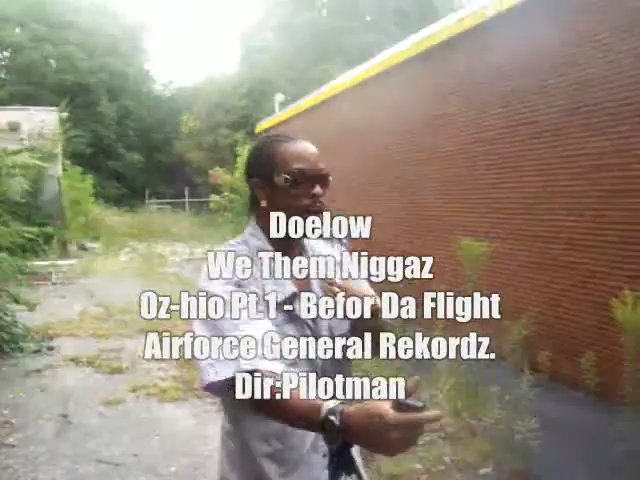 Doelow
We Them Niggaz
Oz-hio Pt.1 - Befor Da Flight
Airforce General Rekordz.
Dir:Pilotman